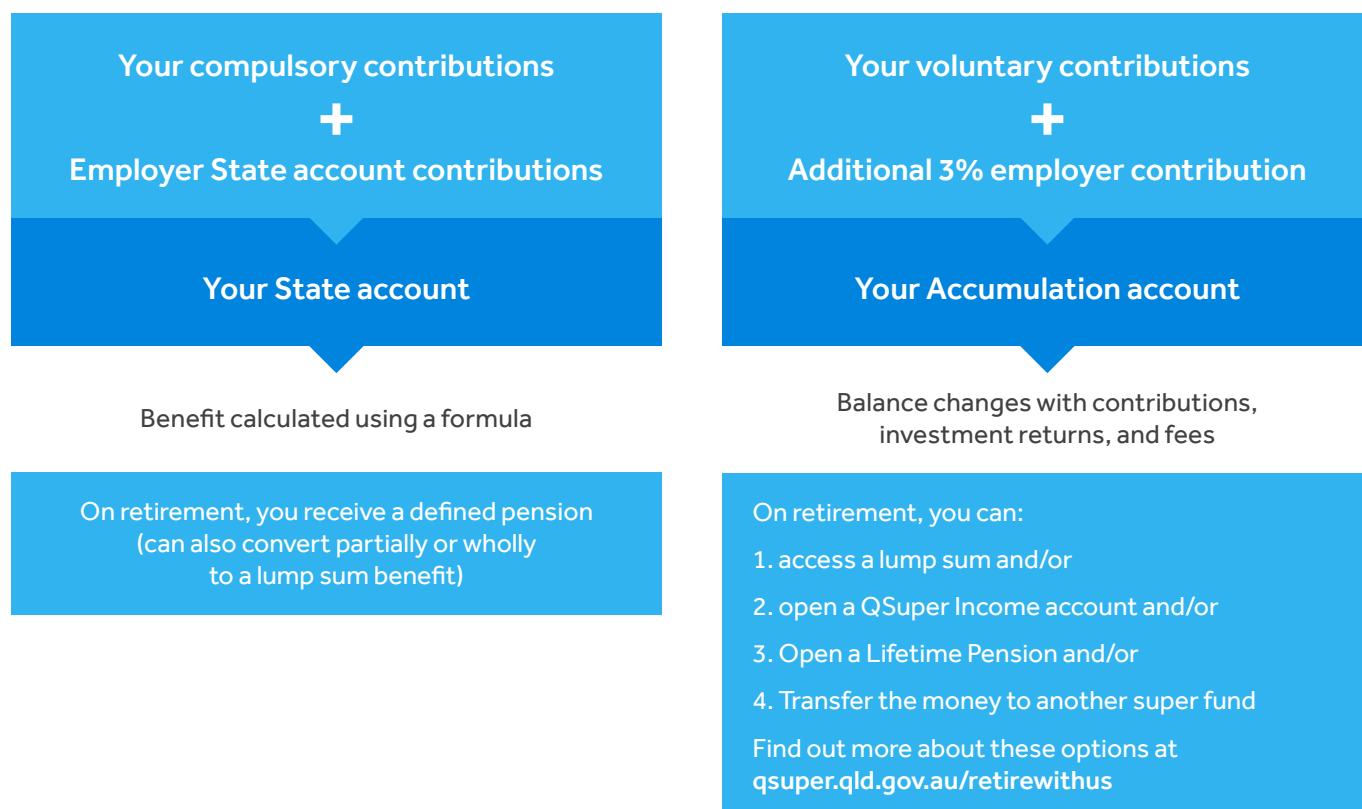 Your compulsory contributions
+
Employer State account contributions
Your State account
Benefit calculated using a formula
On retirement, you receive a defined pension
(can also convert partially or wholly
to a lump sum benefit)
Your voluntary contributions
+
Additional 3% employer contribution
Your Accumulation account
Balance changes with contributions,
investment returns, and fees
On retirement, you can:
1. access a lump sum and/or
2. open a QSuper Income account and/or
3. Open a Lifetime Pension and/or
4. Transfer the money to another super fund
Find out more about these options at
qsuper.qld.gov.au/retirewithus